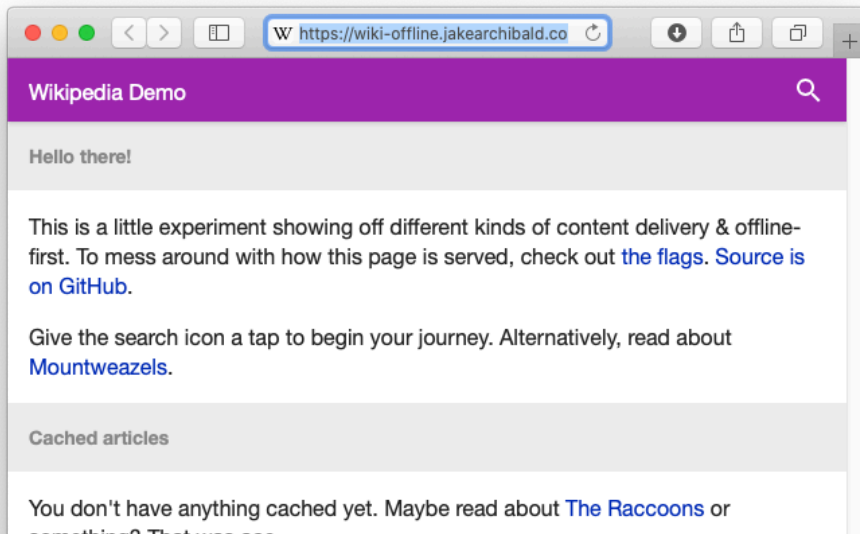 W https://wiki-offline.jakearchibald.co
Wikipedia Demo
Hello there!
This is a little experiment showing off different kinds of content delivery & offline-
first. To mess around with how this page is served, check out the flags. Source is
on GitHub.
Give the search icon a tap to begin your journey. Alternatively, read about
Mountweazels.
Cached articles
You don't have anything cached yet. Maybe read about The Raccoons or
something? That was